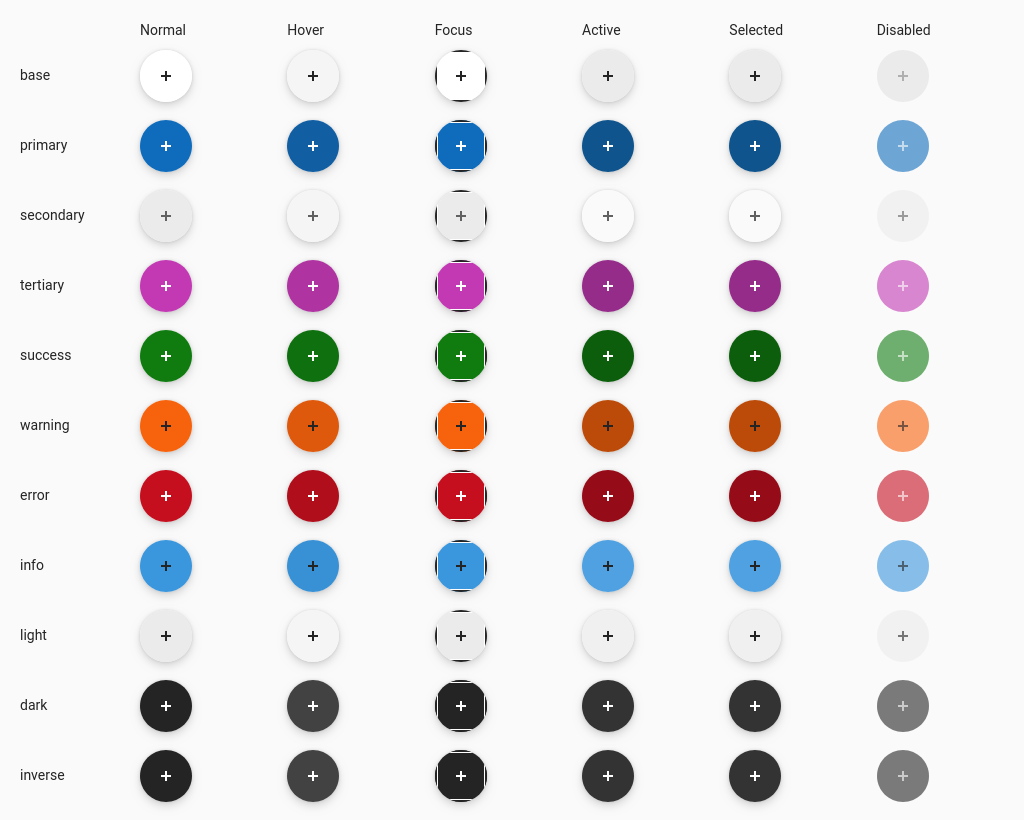 Normal Hover Focus Active Selected Disabled
base
primary
secondary
tertiary
success
warning
error
info
light
dark
inverse